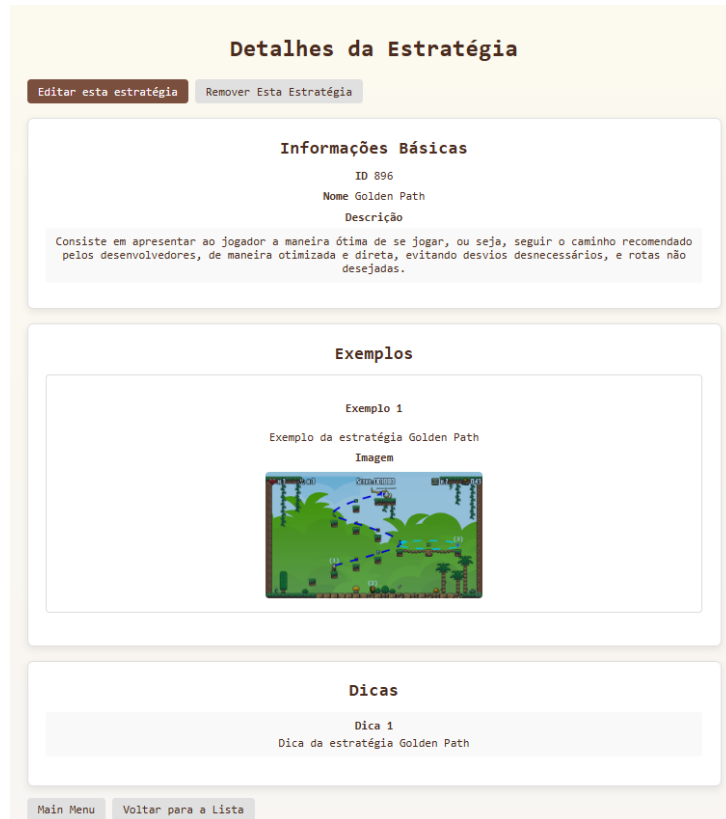 Detalhes da Estratégia
Editar esta estratégia
Remover Esta Estratégia
Informações Básicas
ID 896
Nome Golden Path
Descrição
Consiste em apresentar ao jogador a maneira ótima de se jogar, ou seja, seguir o caminho recomendado
pelos desenvolvedores, de maneira otimizada e direta, evitando desvios desnecessários, e rotas não
desejadas.
Exemplos
Exemplo 1
Exemplo da estratégia Golden Path
Imagem
(1)
Dicas
Dica 1
Dica da estratégia Golden Path
Main Menu
Voltar para a Lista